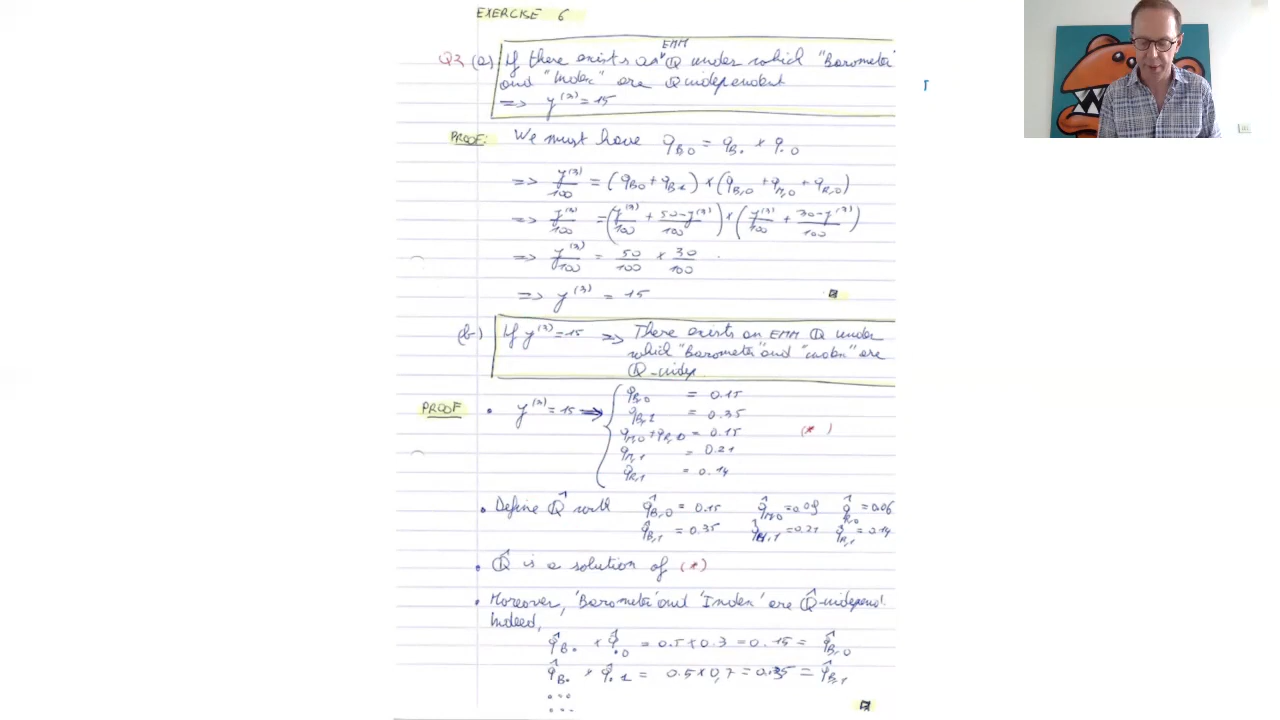 EXERCISE 6
EMM
Q2 (a) If there exists a Q under which "Barometer"
and "Index" are Q independent
=> y^(3) = 15
PROOF: We must have q_B0 = q_B. × q_.0
=> y^(3)/100 = (q_B0 + q_B1) × (q_B,0 + q_M,0 + q_R,0)
=> y^(3)/100 = (y^(3)/100 + 50-y^(3)/100) × (y^(3)/100 + 30-y^(3)/100)
=> y^(3)/100 = 50/100 × 30/100
=> y^(3) = 15
(b) If y^(3) = 15 => There exists an EMM Q under
which "Barometer" and "index" are
Q-indep
PROOF • y^(3) = 15 => { q_B,0 = 0.15
q_B,1 = 0.35
q_M,0 + q_R,0 = 0.15 (*)
q_M,1 = 0.21
q_R,1 = 0.14
• Define Q̂ with q̂_B,0 = 0.15 q̂_M,0 = 0.09 q̂_R,0 = 0.06
q̂_B,1 = 0.35 q̂_M,1 = 0.21 q̂_R,1 = 0.14
• Q̂ is a solution of (*)
• Moreover, 'Barometer' and 'Index' are Q̂-independ.
Indeed,
q̂_B. × q̂_.0 = 0.5 × 0.3 = 0.15 = q̂_B,0
q̂_B. × q̂_.1 = 0.5 × 0,7 = 0.35 = q̂_B,1